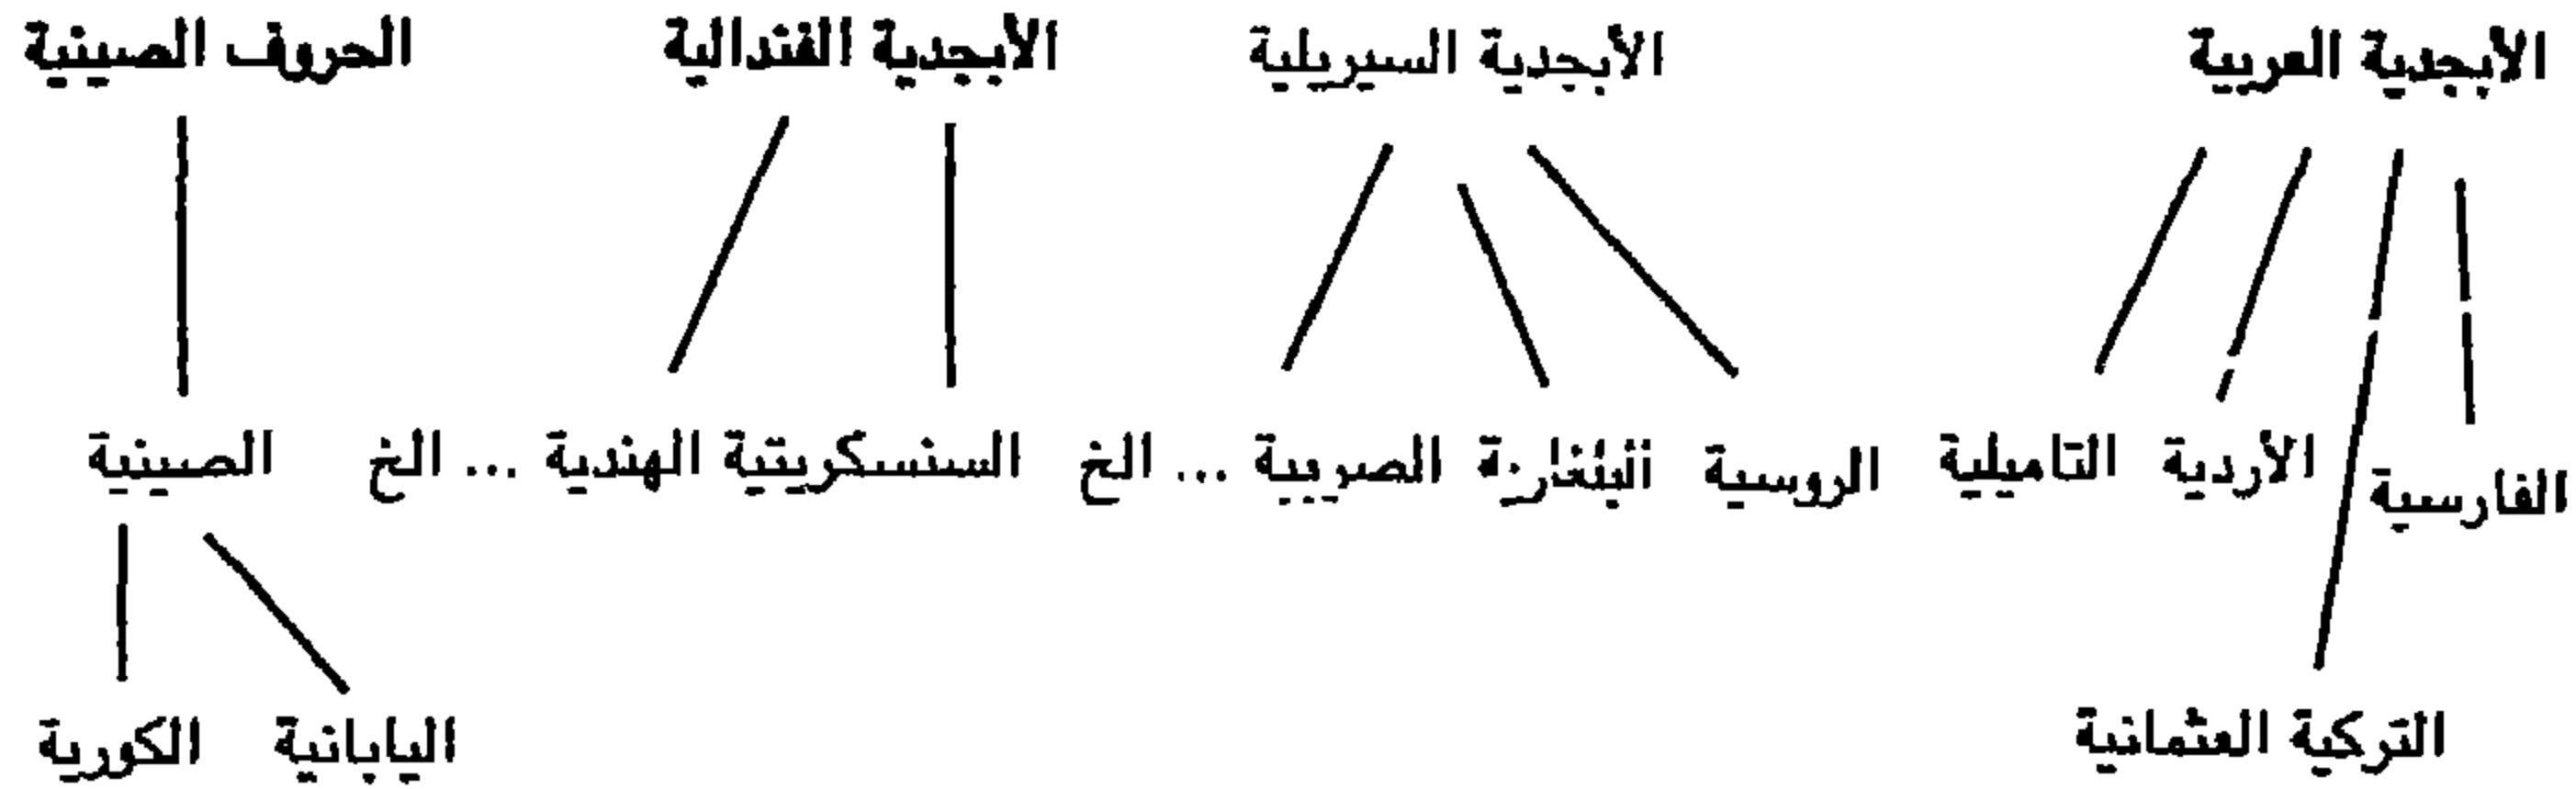 الأبجدية العربية الأبجدية السيريلية الأبجدية الفندالية الحروف الصينية
الفارسية الأردية التاميلية الروسية الصربية ... الخ السنسكريتية الهندية ... الخ الصينية
التركية العثمانية اليابانية الكورية